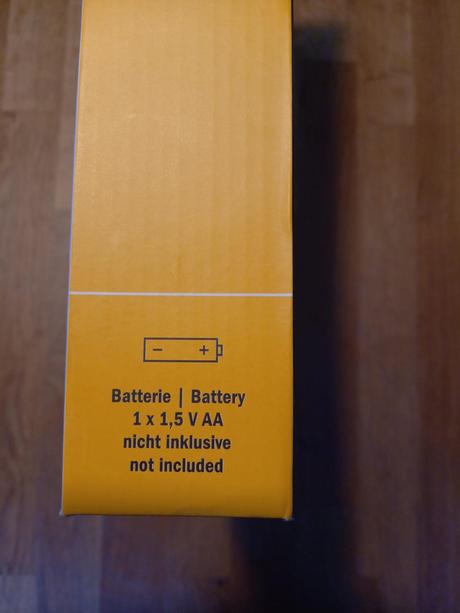 Batterie | Battery
1 x 1,5 V AA
nicht inklusive
not included